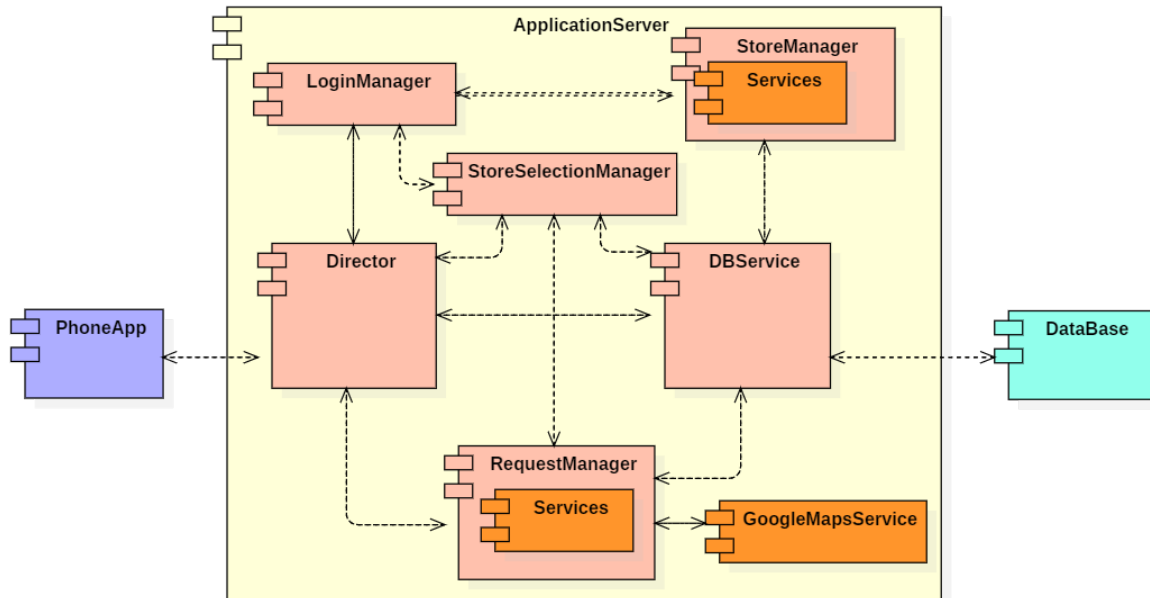 ApplicationServer
StoreManager
Services
LoginManager
StoreSelectionManager
Director
DBService
PhoneApp
DataBase
RequestManager
Services
GoogleMapsService